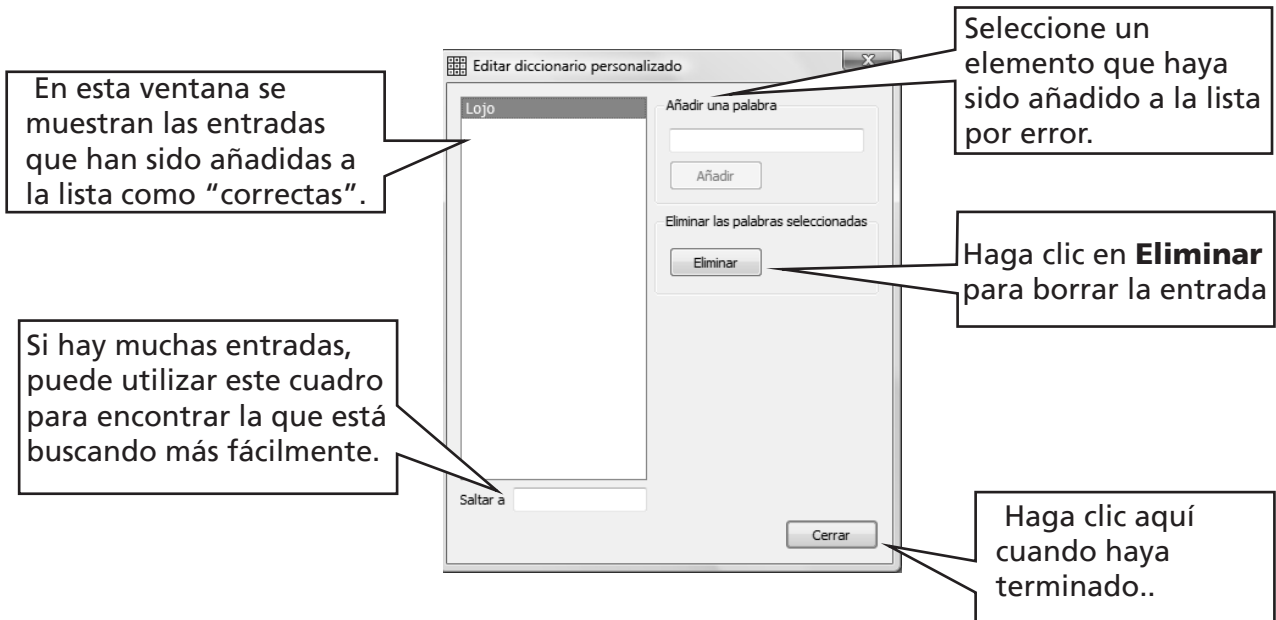 Seleccione un
elemento que haya
sido añadido a la lista
por error.
Editar diccionario personalizado
En esta ventana se
muestran las entradas
que han sido añadidas a
la lista como “correctas”.
Lojo
Añadir una palabra
Añadir
Eliminar las palabras seleccionadas
Eliminar
Haga clic en Eliminar
para borrar la entrada
Si hay muchas entradas,
puede utilizar este cuadro
para encontrar la que está
buscando más fácilmente.
Saltar a
Cerrar
Haga clic aquí
cuando haya
terminado..